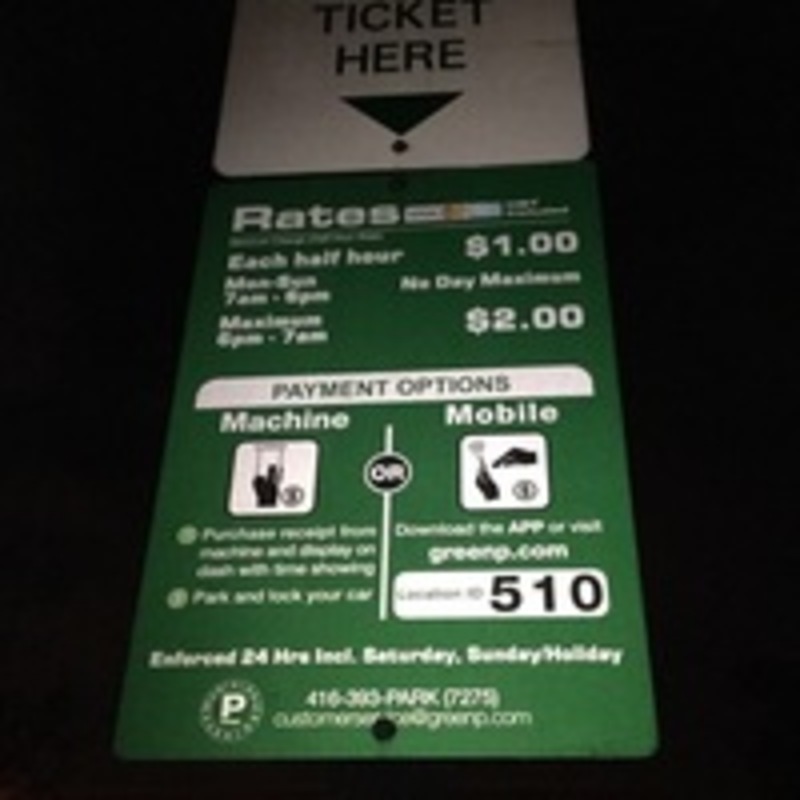 TICKET
HERE
Rates
Each half hour $1.00
Mon-Sun No Day Maximum
7am - 6pm
Maximum $2.00
6pm - 7am
PAYMENT OPTIONS
Machine
Mobile
OR
Purchase receipt from
machine and display on
dash with time showing
Park and lock your car
Download the APP or visit
greenp.com
Location ID 510
Enforced 24 Hrs Incl. Saturday, Sunday/Holiday
P
416-393-PARK (7275)
customerservice@greenp.com